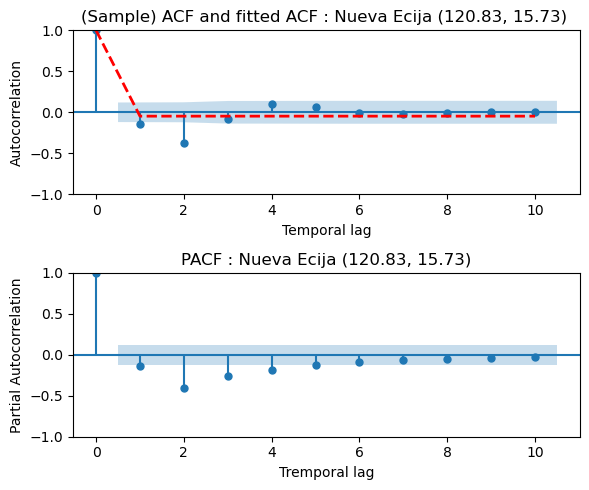 (Sample) ACF and fitted ACF : Nueva Ecija (120.83, 15.73)
1.0
0.5
0.0
−0.5
−1.0
Autocorrelation
0 2 4 6 8 10
Temporal lag
PACF : Nueva Ecija (120.83, 15.73)
1.0
0.5
0.0
−0.5
−1.0
Partial Autocorrelation
0 2 4 6 8 10
Tremporal lag